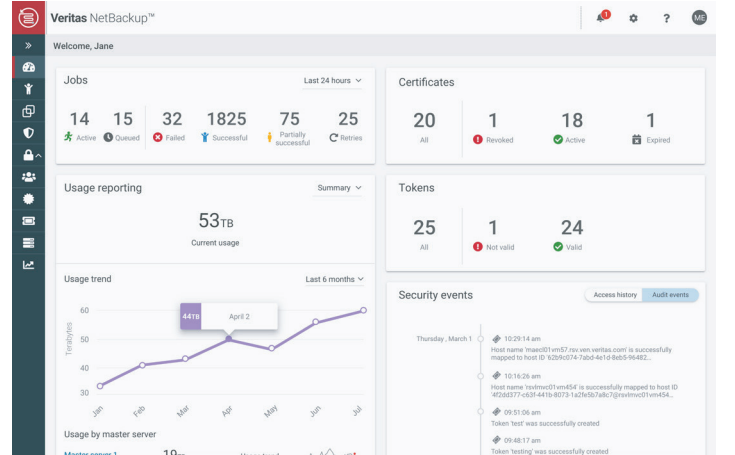 Veritas NetBackup™
1
?
ME
Welcome, Jane
Jobs
Last 24 hours
14
15
32
1825
75
25
Active
Queued
Failed
Successful
Partially
successful
Retries
Certificates
20
1
18
1
All
Revoked
Active
Expired
Usage reporting
Summary
53TB
Current usage
Tokens
25
1
24
All
Not valid
Valid
Usage trend
Last 6 months
60
44TB
April 2
Terabytes
40
30
Jan
Feb
Mar
Apr
May
Jun
Jul
Usage by master server
Master server 1
19TB
Usage trend
Security events
Access history
Audit events
Thursday, March 1
10:29:14 am
Host name 'maecl01vm57.rsv.ven.veritas.com' is successfully
mapped to host ID '62b9c074-7abd-4e1d-8eb5-96482...
10:16:26 am
Host name 'rsvlmvc01vm454' is successfully mapped to host ID
'4f2dd377-c63f-441b-8073-1a2fe5b7a8c7@rsvlmvc01vm454...
09:51:06 am
Token 'test' was successfully created
09:48:17 am
Token 'testing' was successfully created